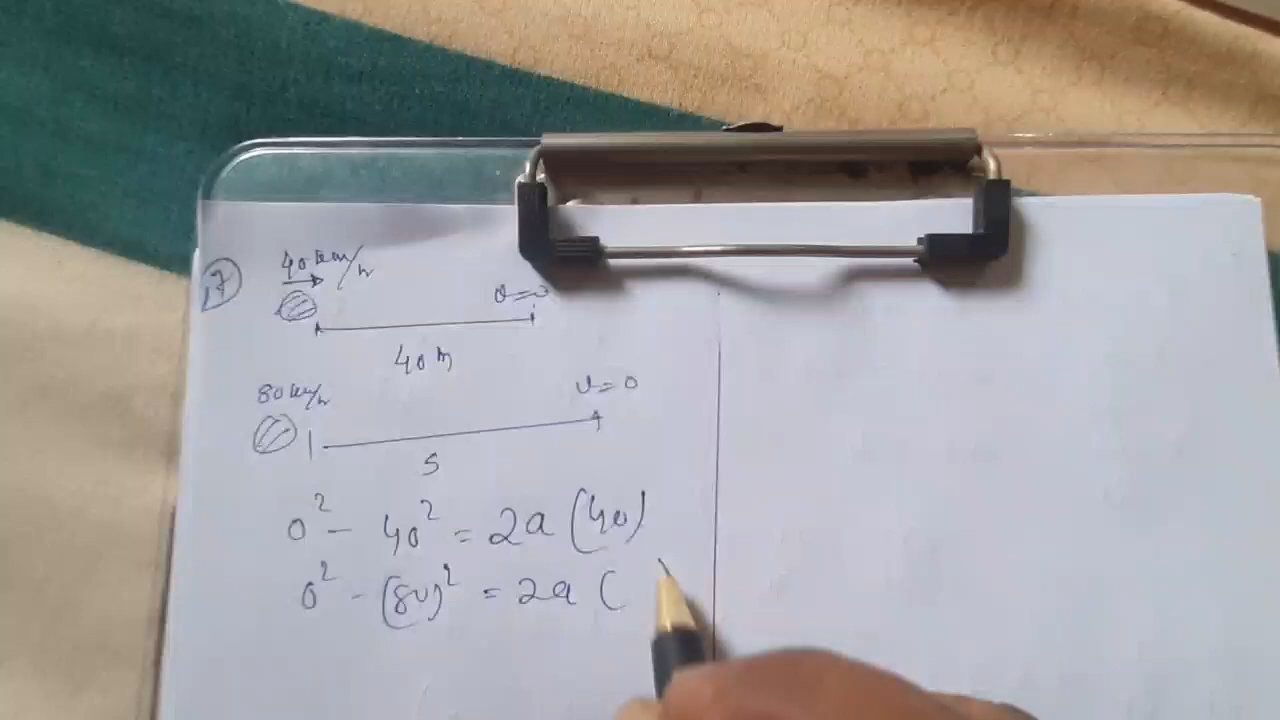 17
40 km/h
v=0
40 m
80 km/h
v=0
s
0² - 40² = 2a (40)
0² - (80)² = 2a (